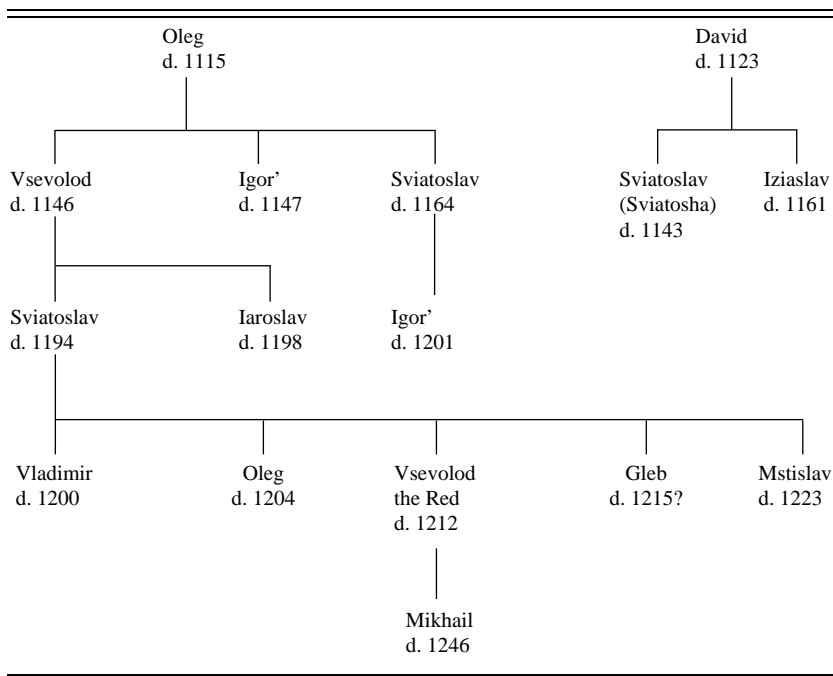 Oleg
d. 1115
David
d. 1123
Vsevolod
d. 1146
Igor’
d. 1147
Sviatoslav
d. 1164
Sviatoslav
(Sviatosha)
d. 1143
Iziaslav
d. 1161
Sviatoslav
d. 1194
Iaroslav
d. 1198
Igor’
d. 1201
Vladimir
d. 1200
Oleg
d. 1204
Vsevolod
the Red
d. 1212
Gleb
d. 1215?
Mstislav
d. 1223
Mikhail
d. 1246